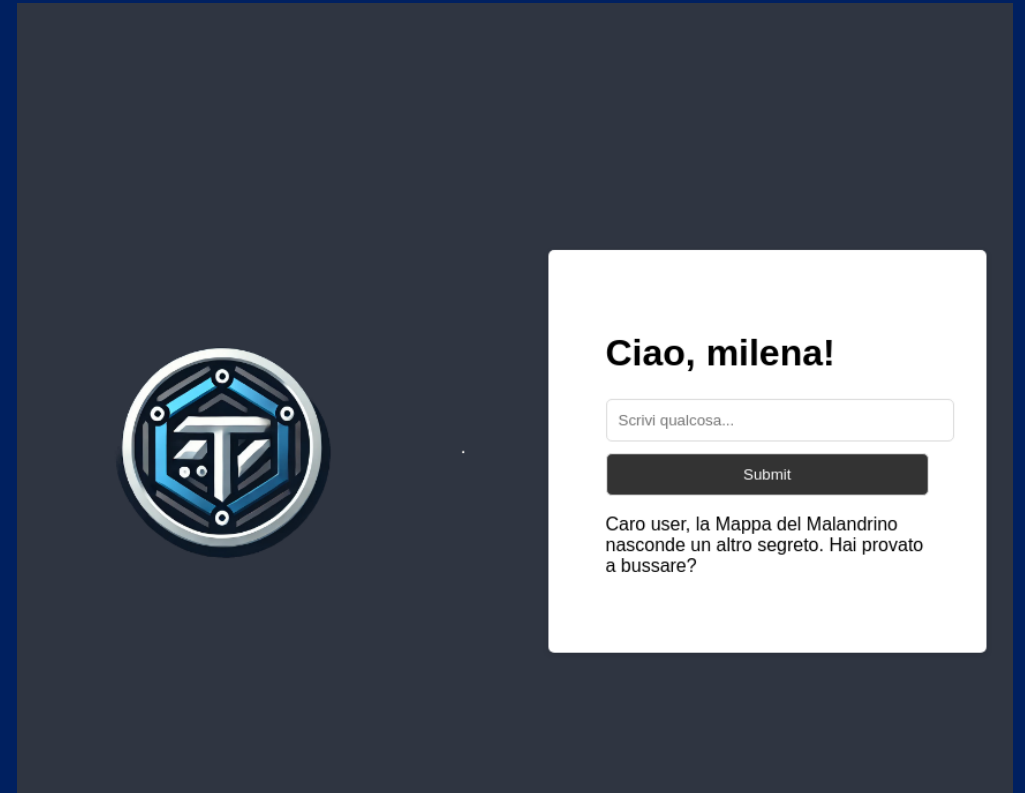 Ciao, milena!
Scrivi qualcosa...
Submit
Caro user, la Mappa del Malandrino
nasconde un altro segreto. Hai provato
a bussare?
T